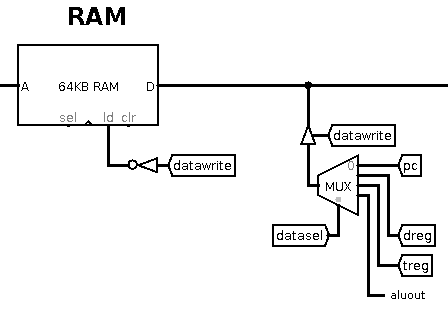 RAM
A 64KB RAM D
sel ld clr
datawrite
datawrite
0
pc
MUX
datasel
dreg
treg
aluout